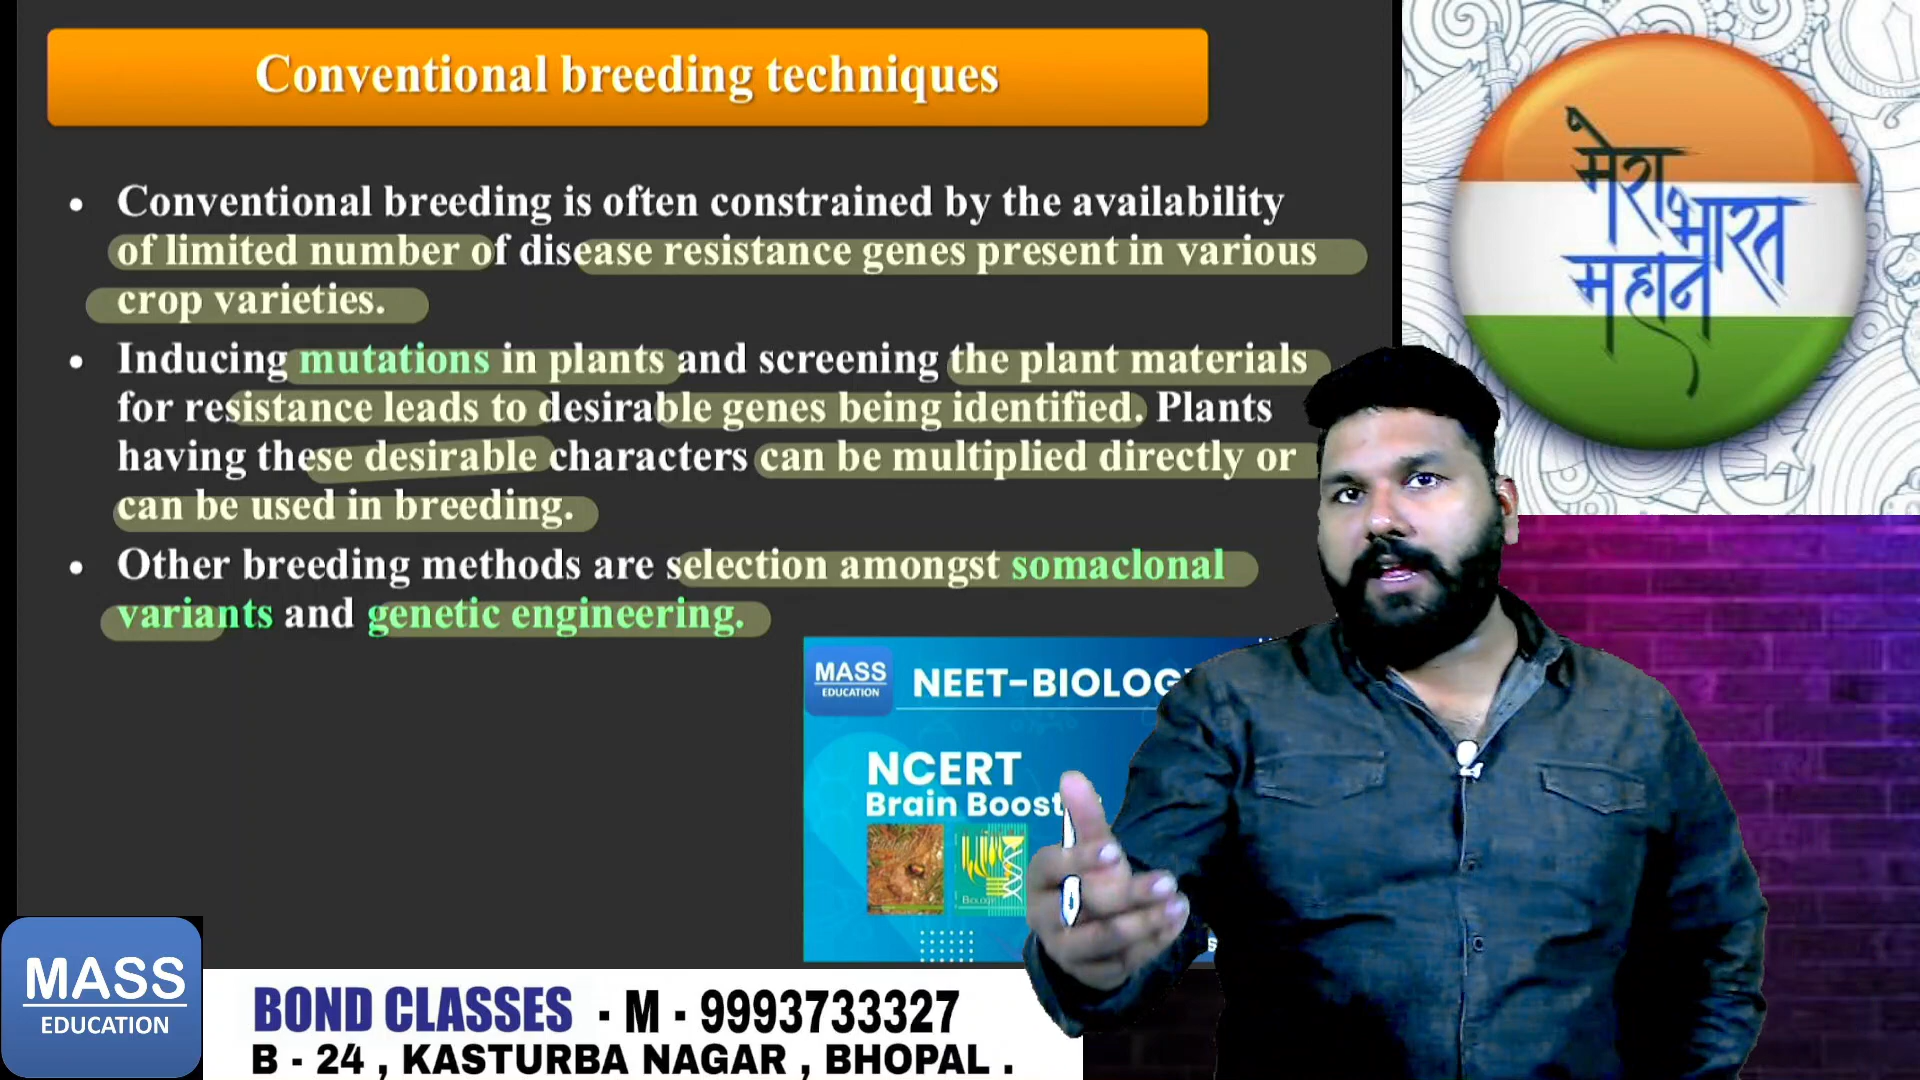 Conventional breeding techniques
• Conventional breeding is often constrained by the availability
of limited number of disease resistance genes present in various
crop varieties.
• Inducing mutations in plants and screening the plant materials
for resistance leads to desirable genes being identified. Plants
having these desirable characters can be multiplied directly or
can be used in breeding.
• Other breeding methods are selection amongst somaclonal
variants and genetic engineering.
मेरा
भारत
महान
MASS
EDUCATION
NEET-BIOLOG
NCERT
Brain Boost
MASS
EDUCATION
BOND CLASSES - M - 9993733327
B - 24 , KASTURBA NAGAR , BHOPAL .